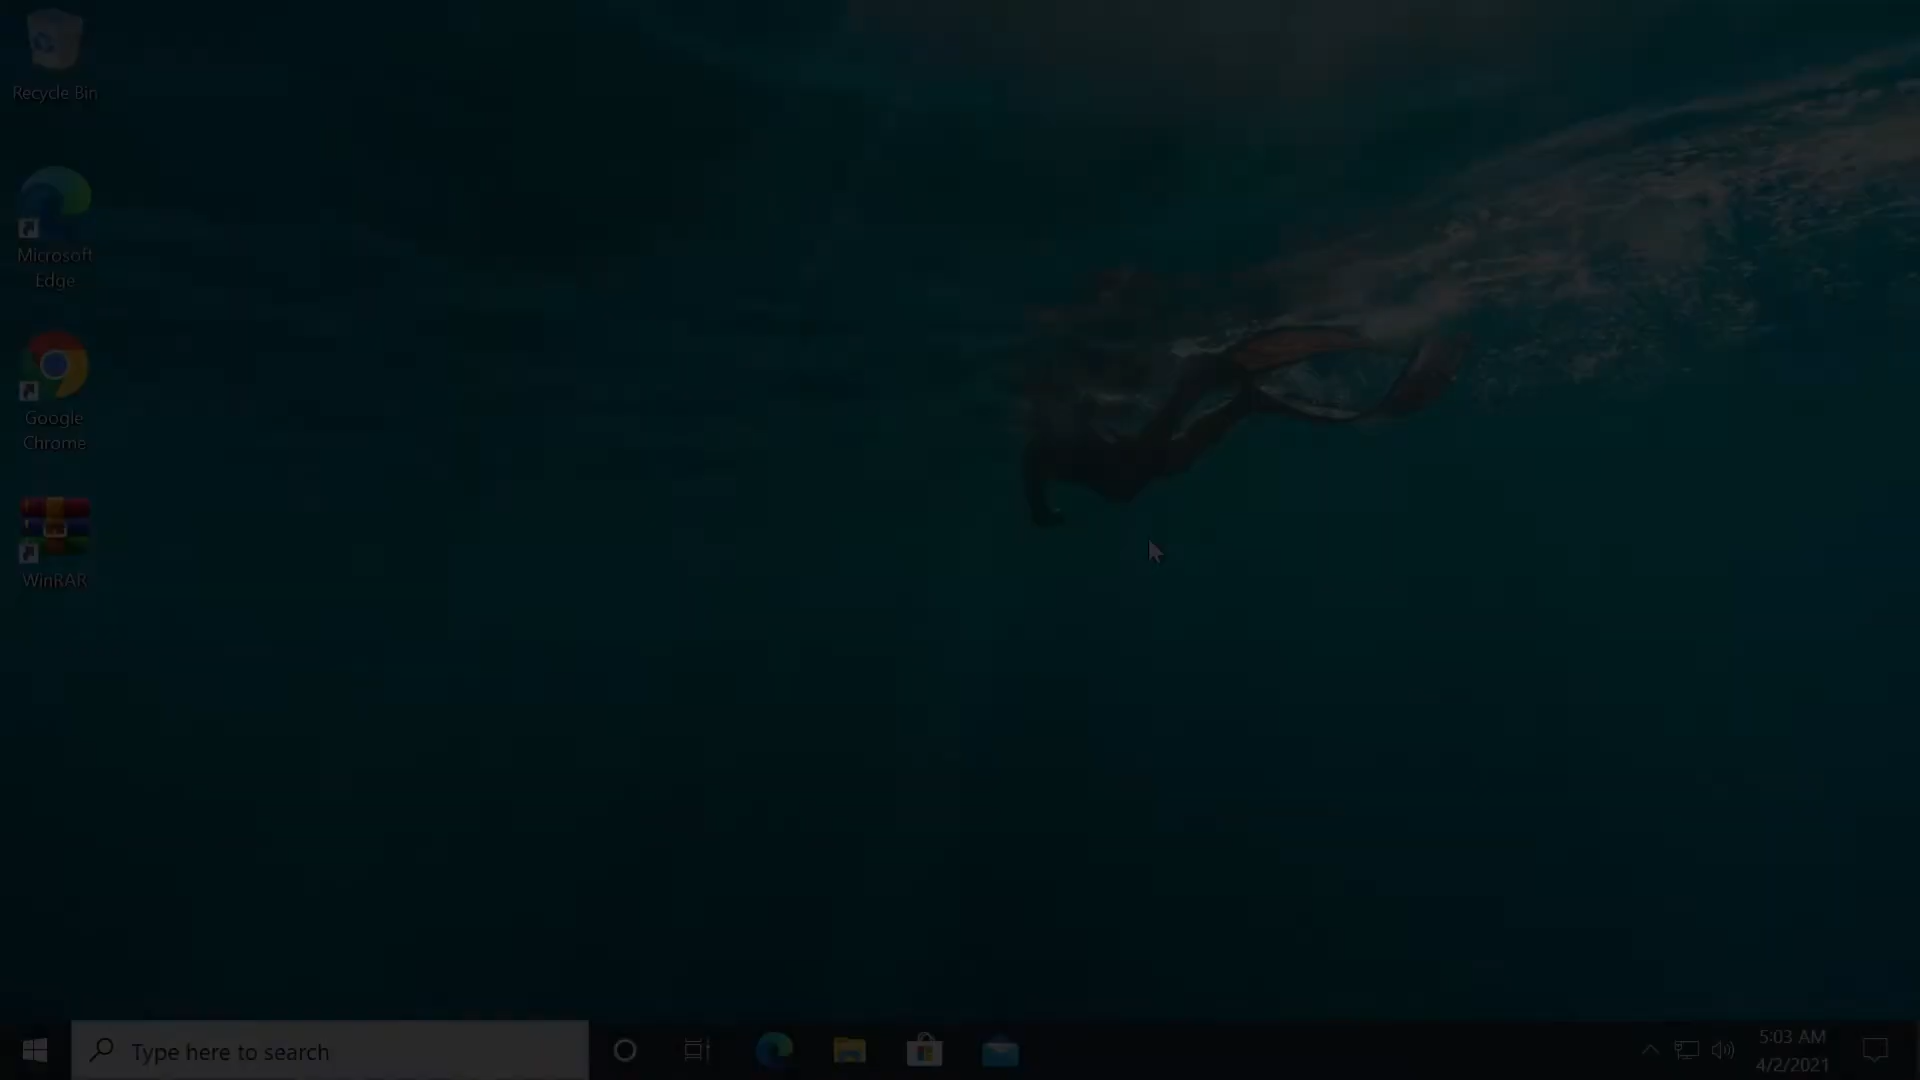 Recycle Bin
Microsoft
Edge
Google
Chrome
WinRAR
Type here to search
5:03 AM
4/2/2021